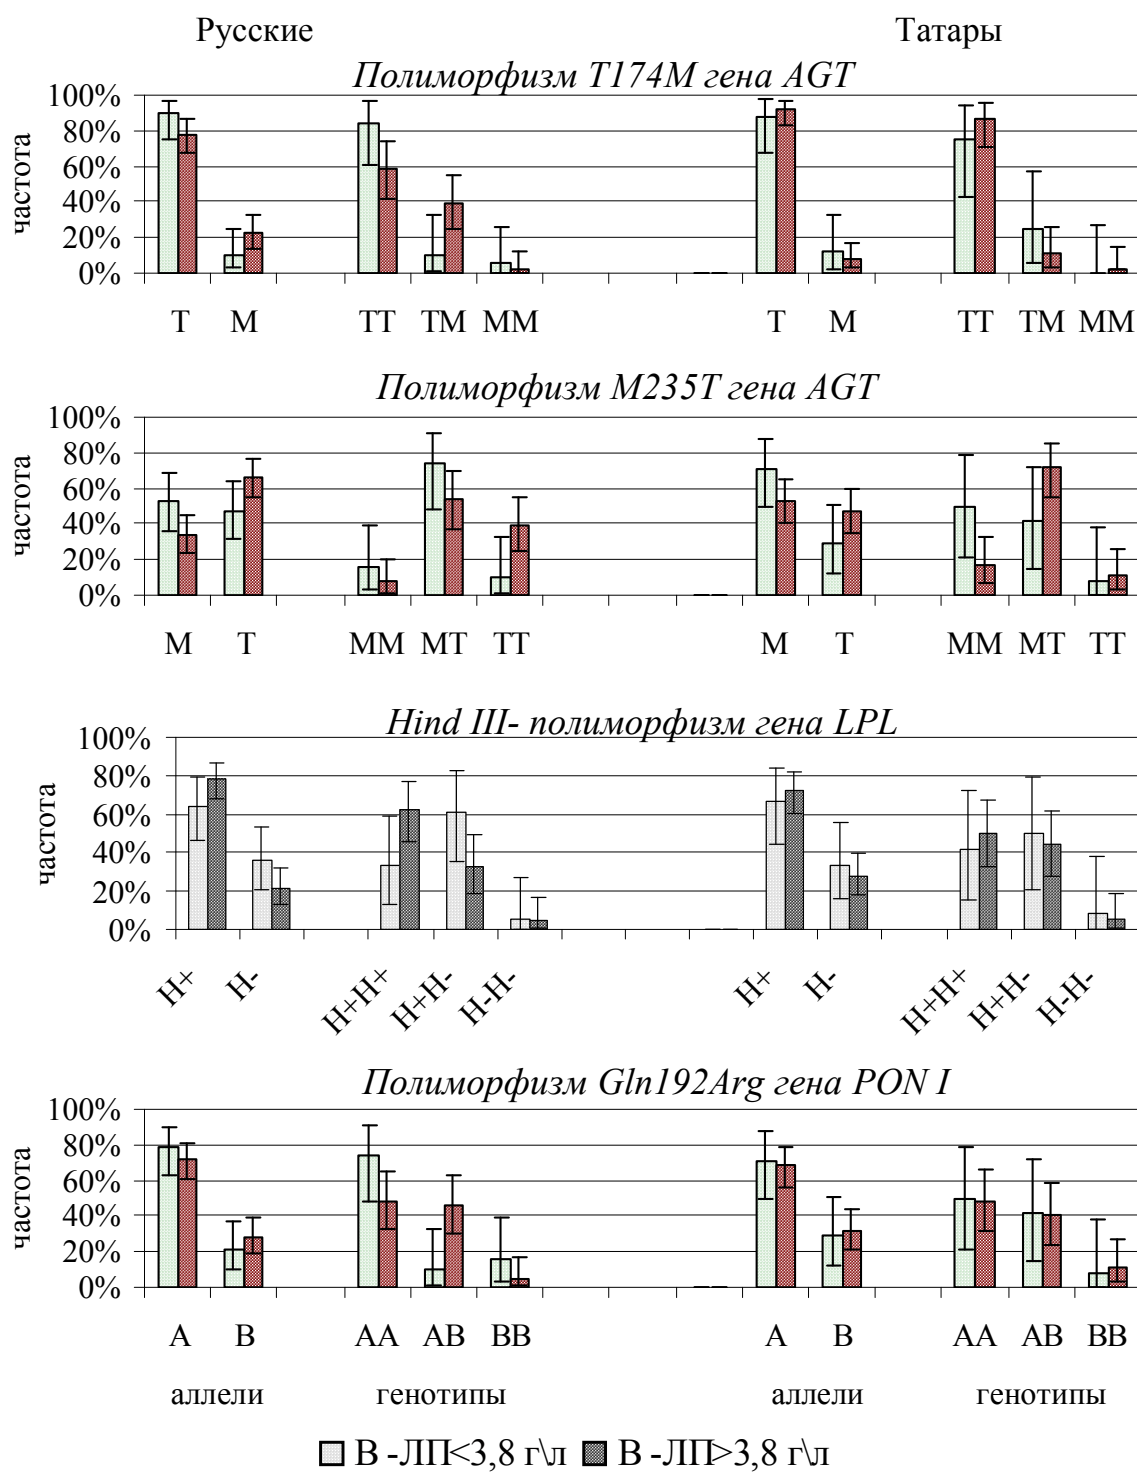 Русские Татары
Полиморфизм T174M гена AGT
частота
100%
80%
60%
40%
20%
0%
T M TT TM MM T M TT TM MM
Полиморфизм M235T гена AGT
частота
100%
80%
60%
40%
20%
0%
M T MM MT TT M T MM MT TT
Hind III- полиморфизм гена LPL
частота
100%
80%
60%
40%
20%
0%
H+ H- H+H+ H+H- H-H- H+ H- H+H+ H+H- H-H-
Полиморфизм Gln192Arg гена PON I
частота
100%
80%
60%
40%
20%
0%
A B AA AB BB A B AA AB BB
аллели генотипы аллели генотипы
В -ЛП<3,8 г\л В -ЛП>3,8 г\л